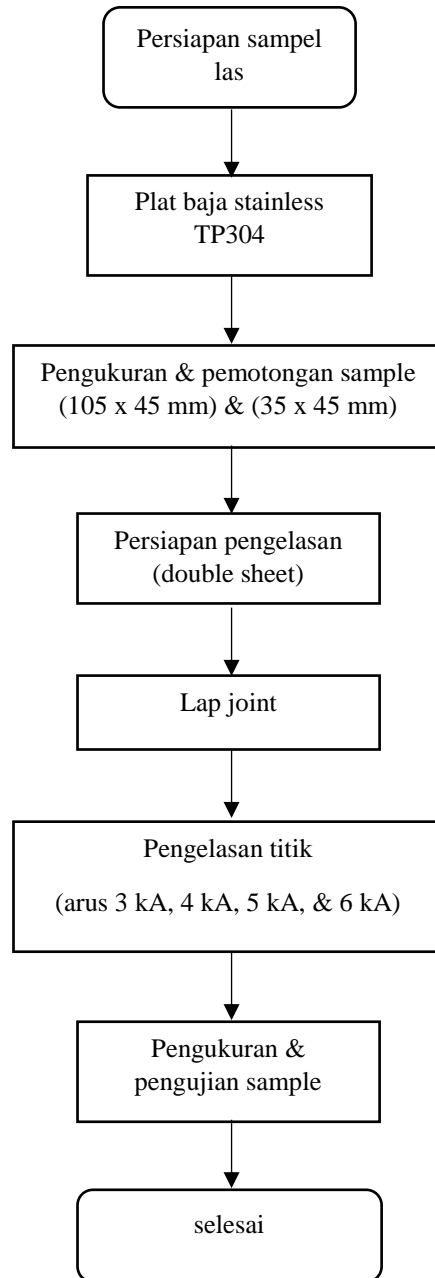 Persiapan sampel
las
Plat baja stainless
TP304
Pengukuran & pemotongan sample
(105 x 45 mm) & (35 x 45 mm)
Persiapan pengelasan
(double sheet)
Lap joint
Pengelasan titik
(arus 3 kA, 4 kA, 5 kA, & 6 kA)
Pengukuran &
pengujian sample
selesai